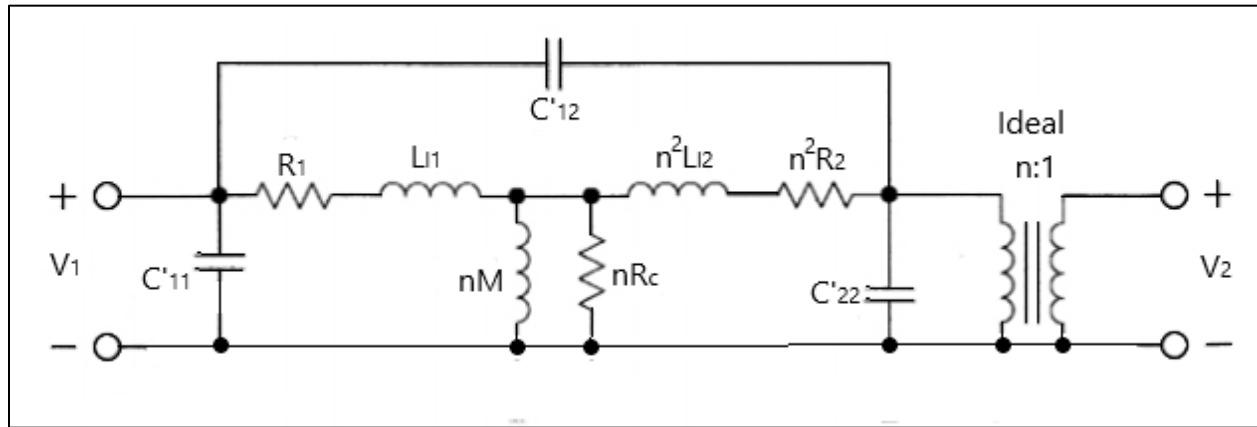 C'12
Ideal
n:1
R1
Ll1
n²Ll2
n²R2
+
+
V1
C'11
nM
nRc
C'22
V2
−
−